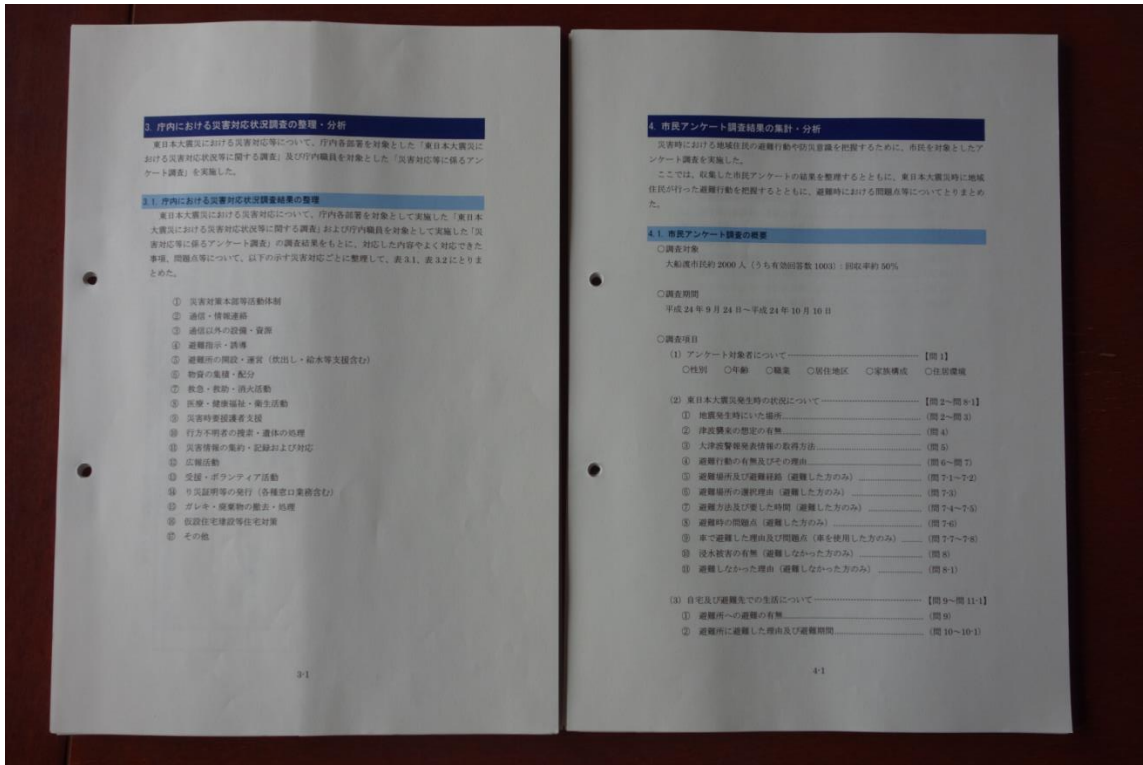 3. 庁内における災害対応状況調査の整理・分析
東日本大震災における災害対応等について、庁内各部署を対象とした「東日本大震災に
おける災害対応状況等に関する調査」及び庁内職員を対象とした「災害対応等に係るアン
ケート調査」を実施した。
3.1. 庁内における災害対応状況調査結果の整理
東日本大震災における災害対応について、庁内各部署を対象として実施した「東日本
大震災における災害対応状況等に関する調査」および庁内職員を対象として実施した「災
害対応等に係るアンケート調査」の調査結果をもとに、対応した内容やよく対応できた
事項、問題点等について、以下の示す災害対応ごとに整理して、表3.1、表3.2にとりま
とめた。
① 災害対策本部等活動体制
② 通信・情報連絡
③ 通信以外の設備・資源
④ 避難指示・誘導
⑤ 避難所の開設・運営（炊出し・給水等支援含む）
⑥ 物資の集積・配分
⑦ 救急・救助・消火活動
⑧ 医療・健康福祉・衛生活動
⑨ 災害時要援護者支援
⑩ 行方不明者の捜索・遺体の処理
⑪ 災害情報の集約・記録および対応
⑫ 広報活動
⑬ 受援・ボランティア活動
⑭ り災証明等の発行（各種窓口業務含む）
⑮ ガレキ・廃棄物の撤去・処理
⑯ 仮設住宅建設等住宅対策
⑰ その他
3-1
4. 市民アンケート調査結果の集計・分析
災害時における地域住民の避難行動や防災意識を把握するために、市民を対象としたア
ンケート調査を実施した。
ここでは、収集した市民アンケートの結果を整理するとともに、東日本大震災時に地域
住民が行った避難行動を把握するとともに、避難時における問題点等についてとりまとめ
た。
4.1. 市民アンケート調査の概要
○調査対象
大船渡市民約2000人（うち有効回答数1003）：回収率約50%
○調査期間
平成24年9月24日～平成24年10月10日
○調査項目
(1) アンケート対象者について【問1】
○性別 ○年齢 ○職業 ○居住地区 ○家族構成 ○住居環境
(2) 東日本大震災発生時の状況について【問2～問8-1】
① 地震発生時にいた場所（問2～問3）
② 津波襲来の想定の有無（問4）
③ 大津波警報発表情報の取得方法（問5）
④ 避難行動の有無及びその理由（問6～問7）
⑤ 避難場所及び避難経路（避難した方のみ）（問7-1～7-2）
⑥ 避難場所の選択理由（避難した方のみ）（問7-3）
⑦ 避難方法及び要した時間（避難した方のみ）（問7-4～7-5）
⑧ 避難時の問題点（避難した方のみ）（問7-6）
⑨ 車で避難した理由及び問題点（車を使用した方のみ）（問7-7～7-8）
⑩ 浸水被害の有無（避難しなかった方のみ）（問8）
⑪ 避難しなかった理由（避難しなかった方のみ）（問8-1）
(3) 自宅及び避難先での生活について【問9～問11-1】
① 避難所への避難の有無（問9）
② 避難所に避難した理由及び避難期間（問10～10-1）
4-1